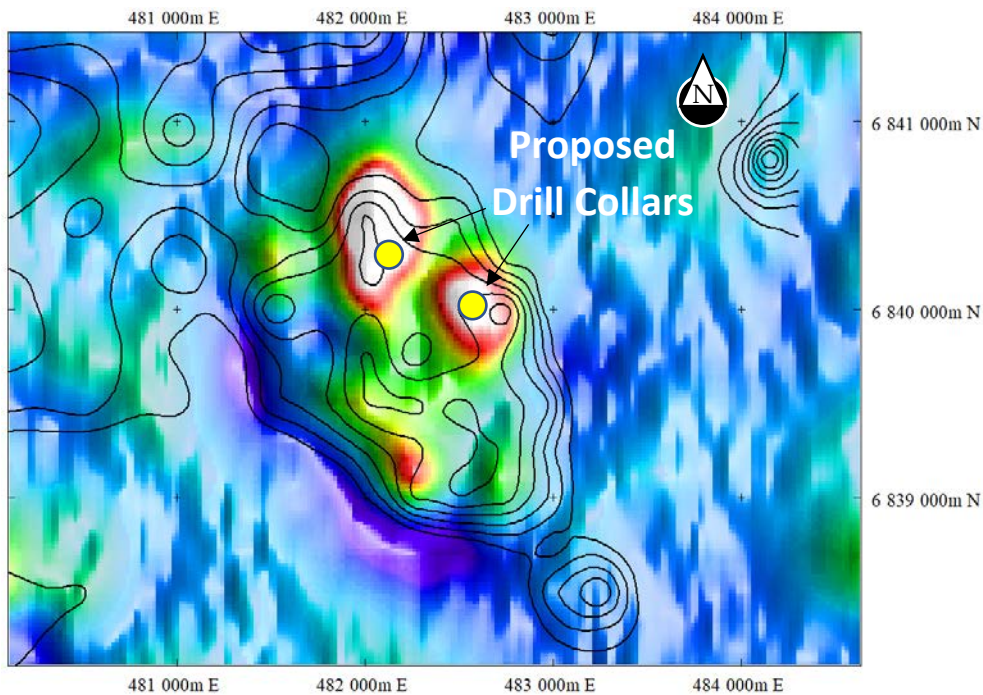 481 000m E 482 000m E 483 000m E 484 000m E
N
6 841 000m N
Proposed
Drill Collars
6 840 000m N
6 839 000m N
481 000m E 482 000m E 483 000m E 484 000m E